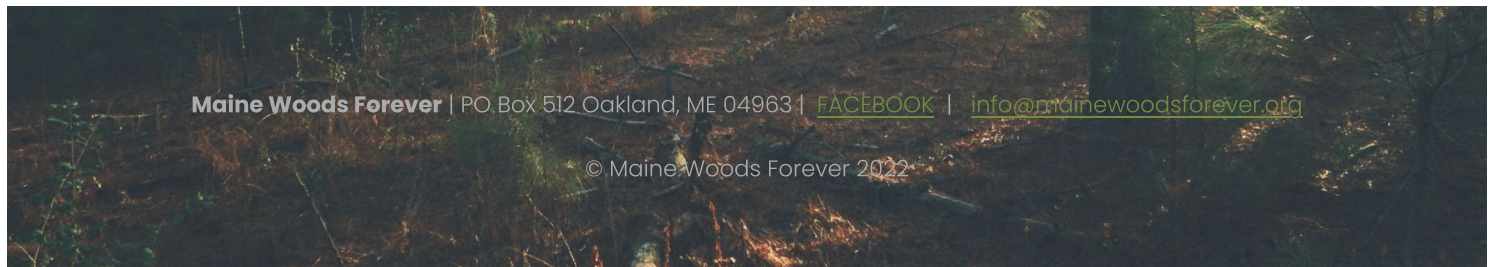 Maine Woods Forever | PO Box 512 Oakland, ME 04963 | FACEBOOK | info@mainewoodsforever.org
© Maine Woods Forever 2022